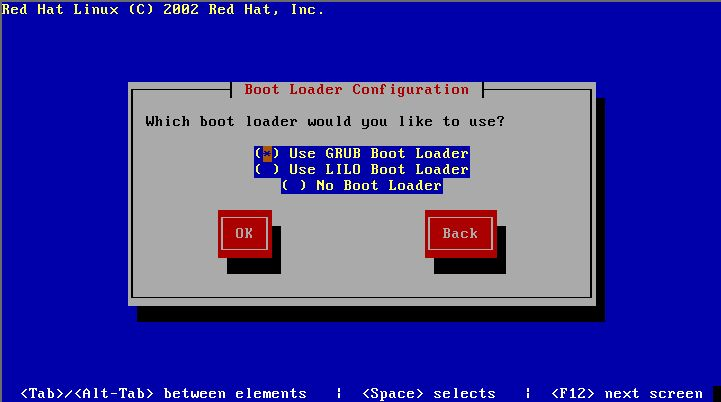 Red Hat Linux (C) 2002 Red Hat, Inc.
Boot Loader Configuration
Which boot loader would you like to use?
(*) Use GRUB Boot Loader
( ) Use LILO Boot Loader
( ) No Boot Loader
OK Back
<Tab>/<Alt-Tab> between elements | <Space> selects | <F12> next screen